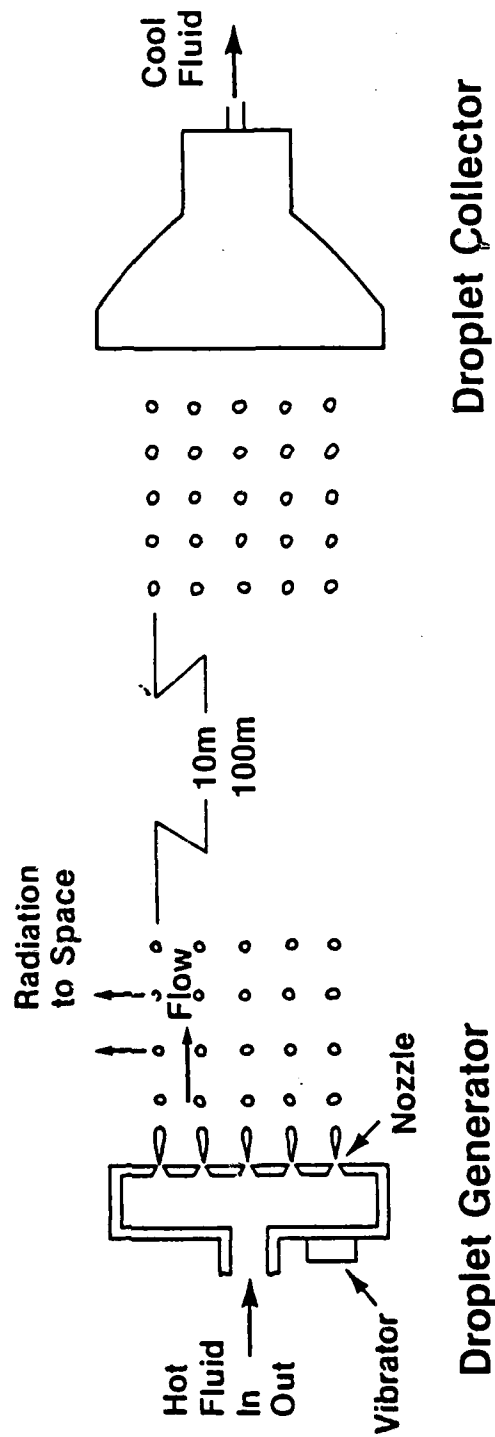 Radiation
to Space
Hot
Fluid
In
Out
Flow
10m
100m
Cool
Fluid
Vibrator
Nozzle
Droplet Generator
Droplet Collector